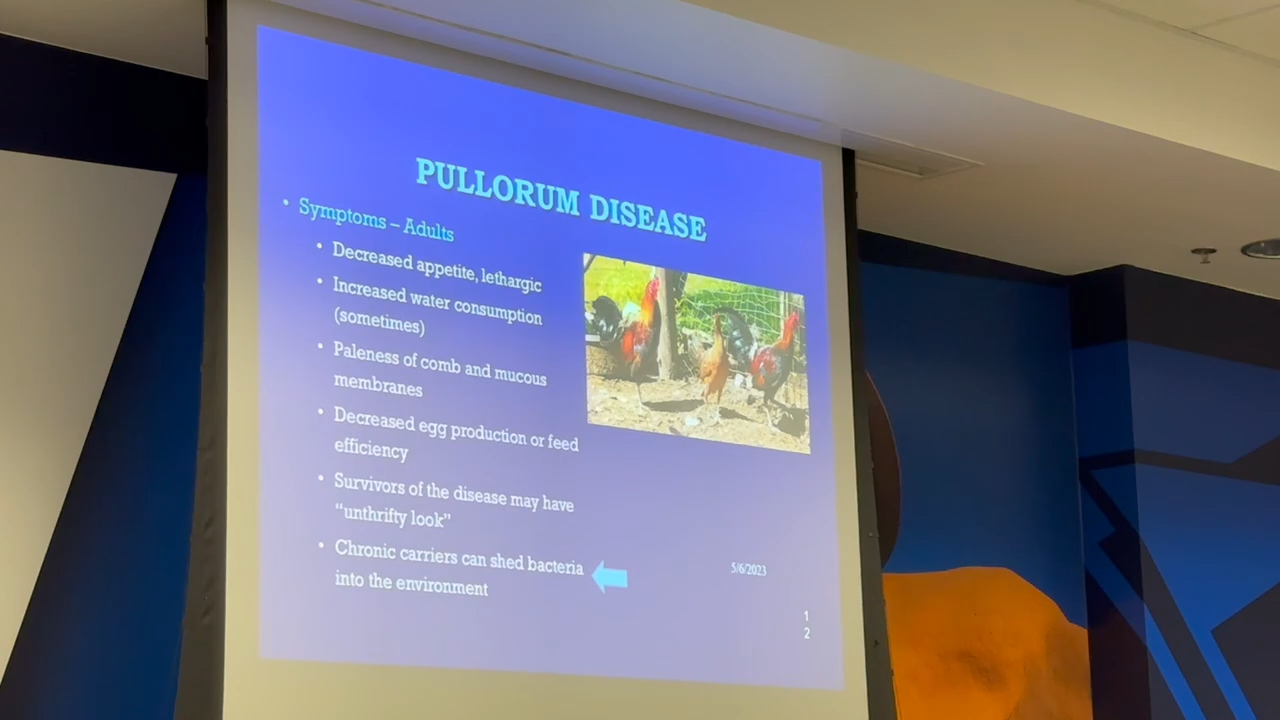 PULLORUM DISEASE
• Symptoms – Adults
• Decreased appetite, lethargic
• Increased water consumption
(sometimes)
• Paleness of comb and mucous
membranes
• Decreased egg production or feed
efficiency
• Survivors of the disease may have
“unthrifty look”
• Chronic carriers can shed bacteria
into the environment
5/6/2023
1
2